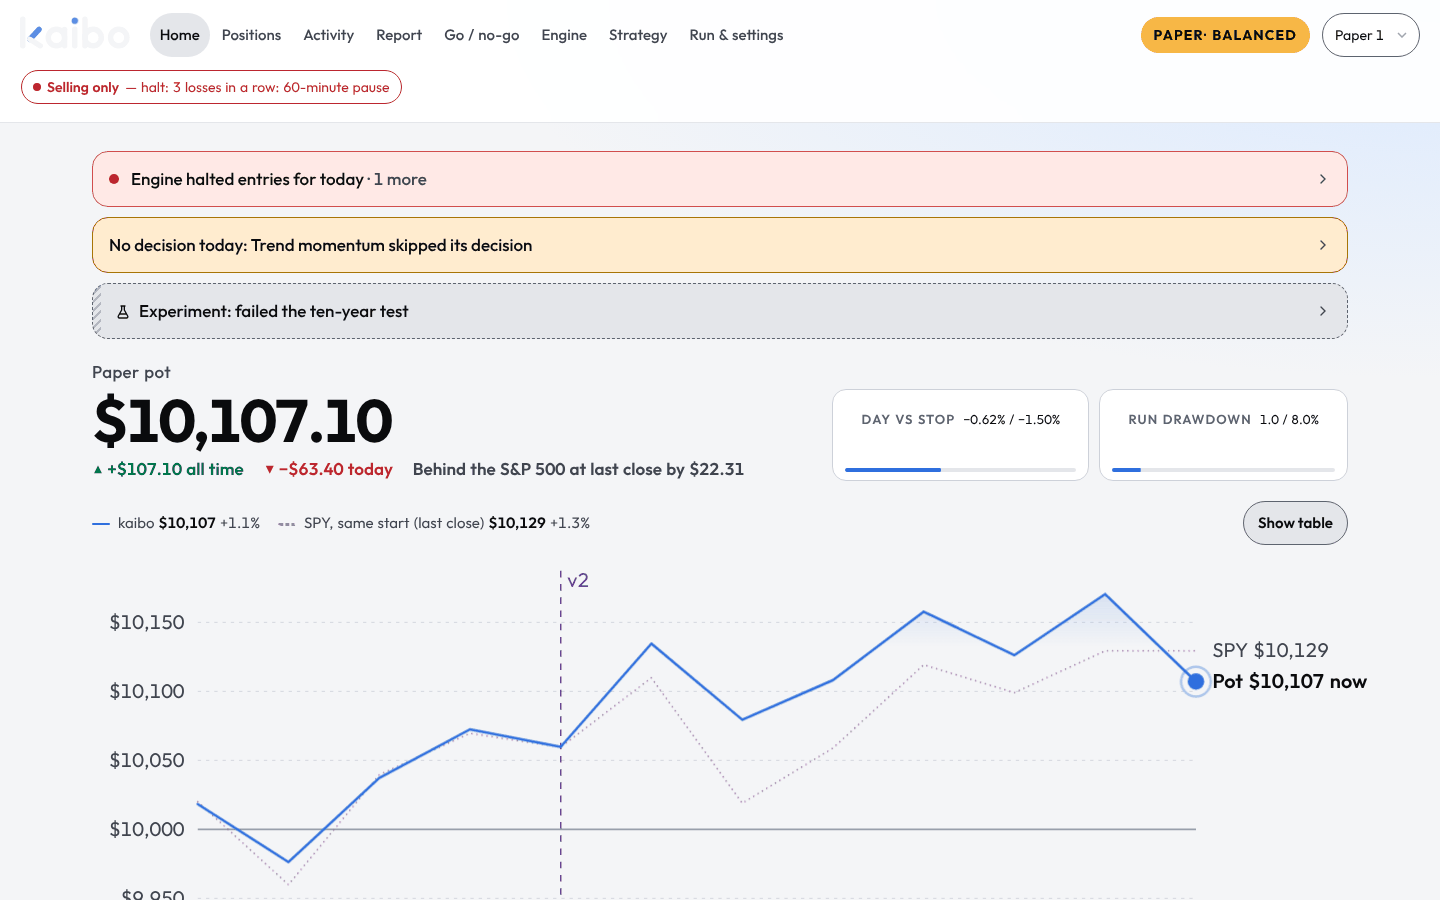 kaibo
Home Positions Activity Report Go / no-go Engine Strategy Run & settings
PAPER· BALANCED
Paper 1
Selling only — halt: 3 losses in a row: 60-minute pause
Engine halted entries for today · 1 more
No decision today: Trend momentum skipped its decision
Experiment: failed the ten-year test
Paper pot
$10,107.10
▲ +$107.10 all time ▼ −$63.40 today Behind the S&P 500 at last close by $22.31
DAY VS STOP −0.62% / −1.50%
RUN DRAWDOWN 1.0 / 8.0%
kaibo $10,107 +1.1% SPY, same start (last close) $10,129 +1.3%
Show table
v2
$10,150
SPY $10,129
Pot $10,107 now
$10,100
$10,050
$10,000
$9,950